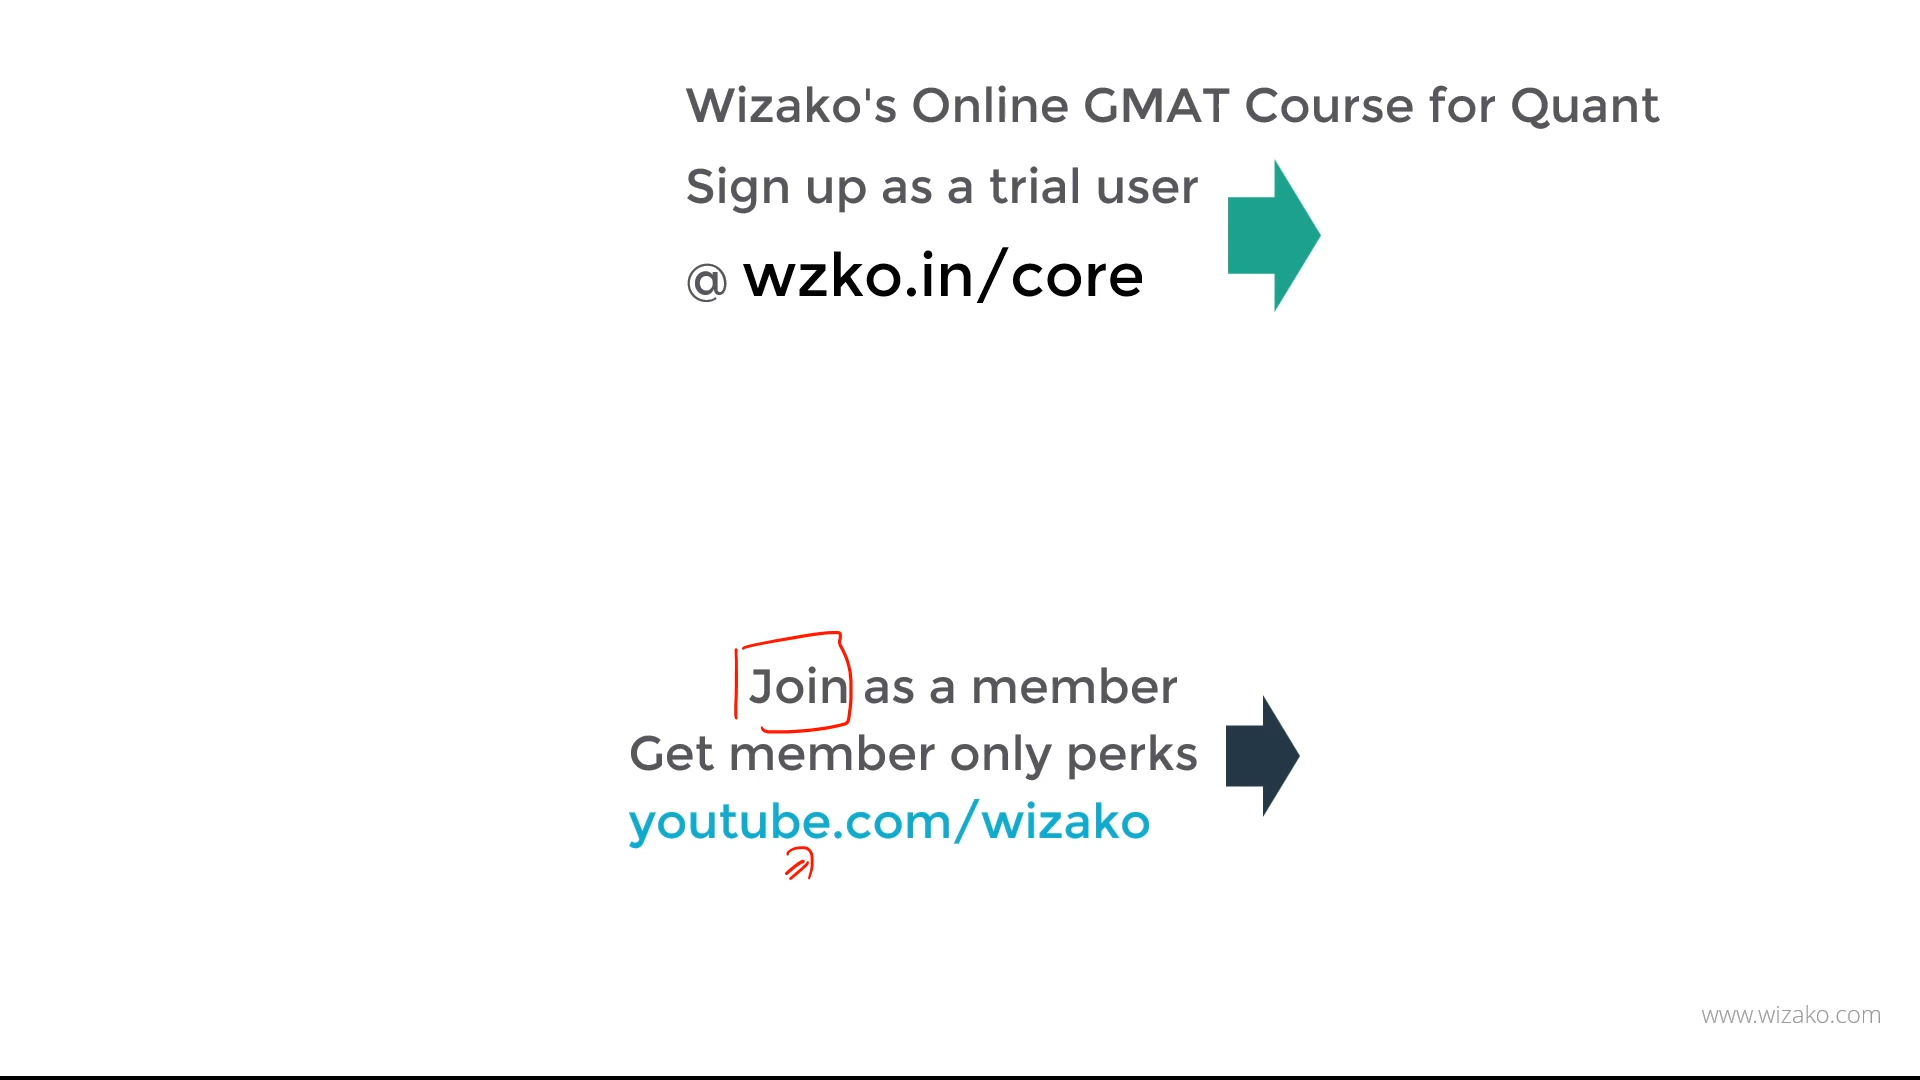 Wizako's Online GMAT Course for Quant
Sign up as a trial user
@ wzko.in/core
Join as a member
Get member only perks
youtube.com/wizako
www.wizako.com